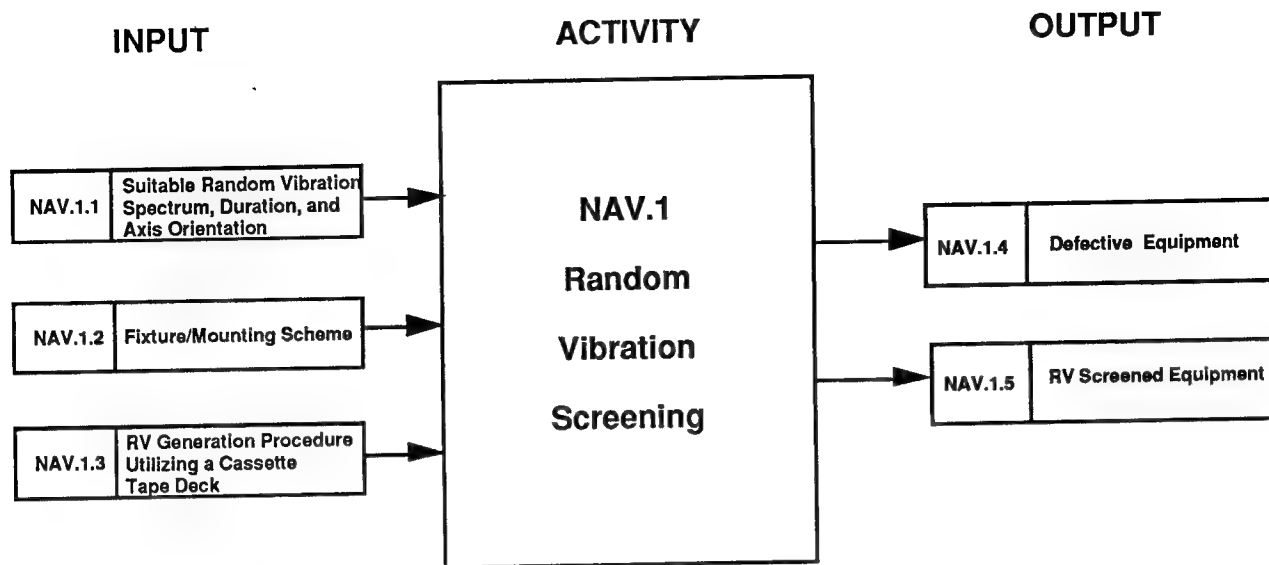 INPUT
ACTIVITY
OUTPUT
NAV.1.1
Suitable Random Vibration
Spectrum, Duration, and
Axis Orientation
NAV.1.2
Fixture/Mounting Scheme
NAV.1.3
RV Generation Procedure
Utilizing a Cassette
Tape Deck
NAV.1
Random
Vibration
Screening
NAV.1.4
Defective Equipment
NAV.1.5
RV Screened Equipment